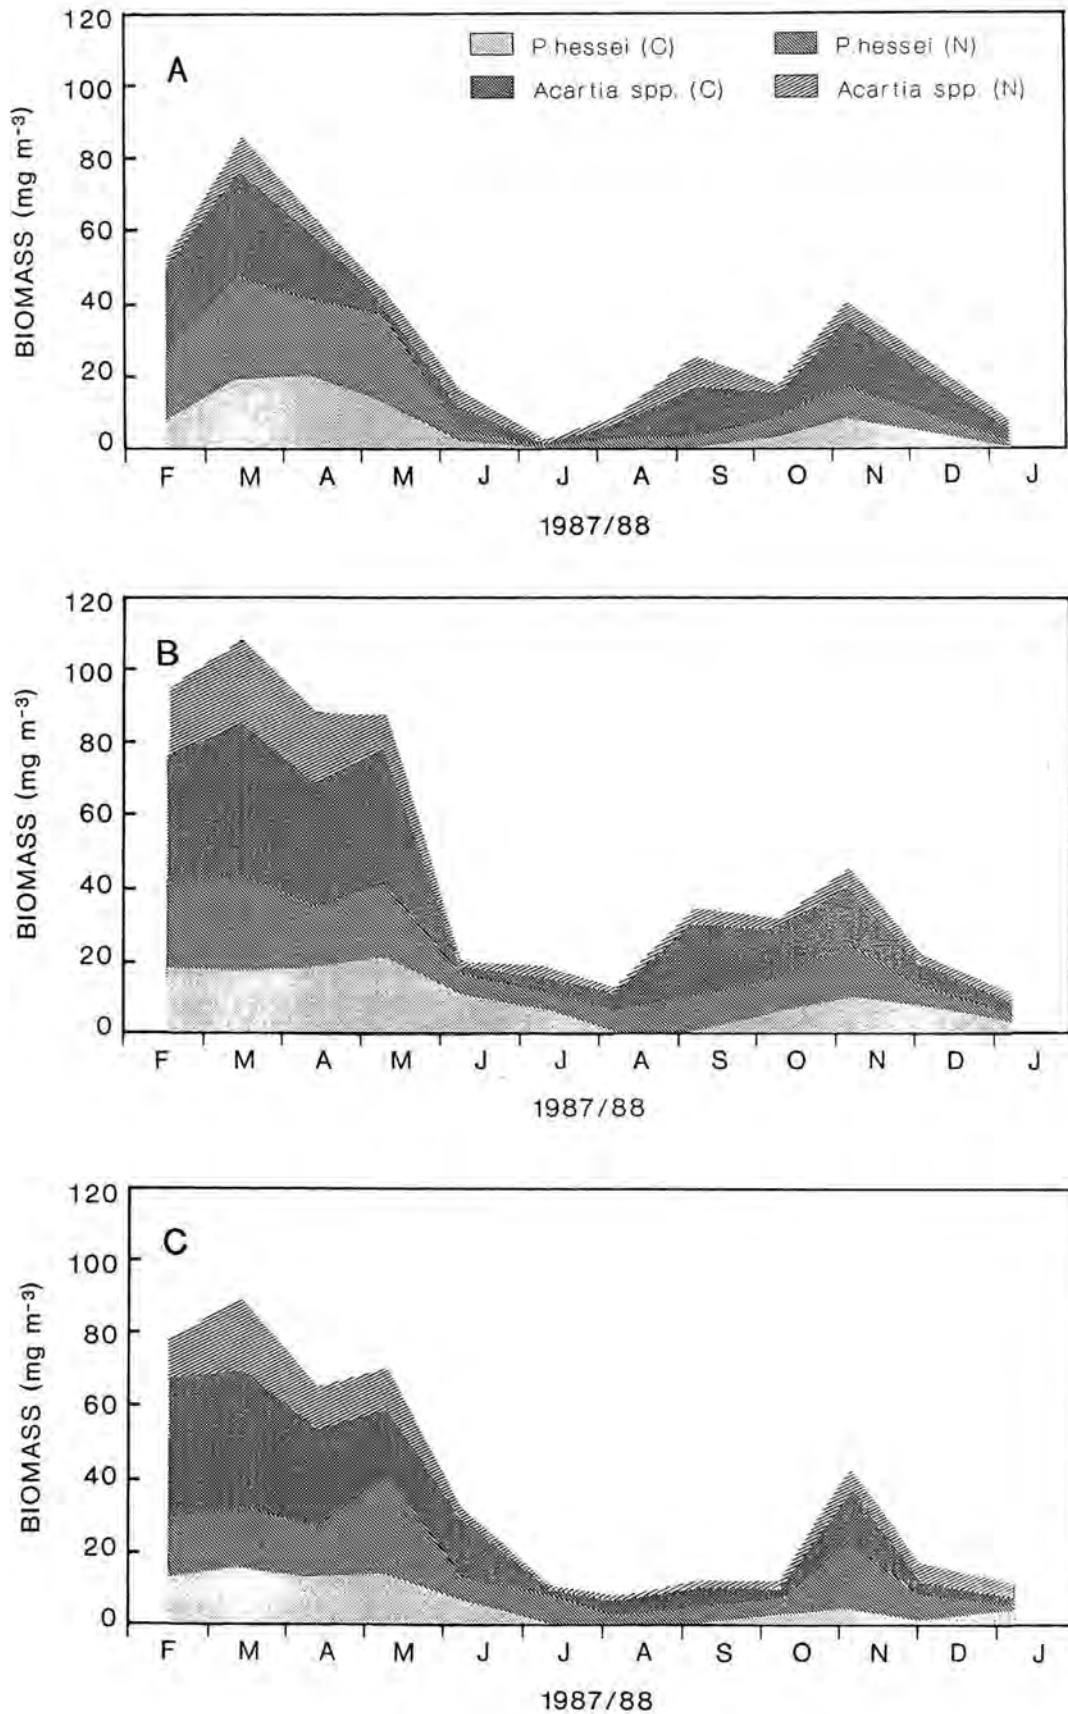 120
100
80
60
40
20
0
BIOMASS (mg m⁻³)
A
P.hessei (C)
P.hessei (N)
Acartia spp. (C)
Acartia spp. (N)
F M A M J J A S O N D J
1987/88
120
100
80
60
40
20
0
BIOMASS (mg m⁻³)
B
F M A M J J A S O N D J
1987/88
120
100
80
60
40
20
0
BIOMASS (mg m⁻³)
C
F M A M J J A S O N D J
1987/88